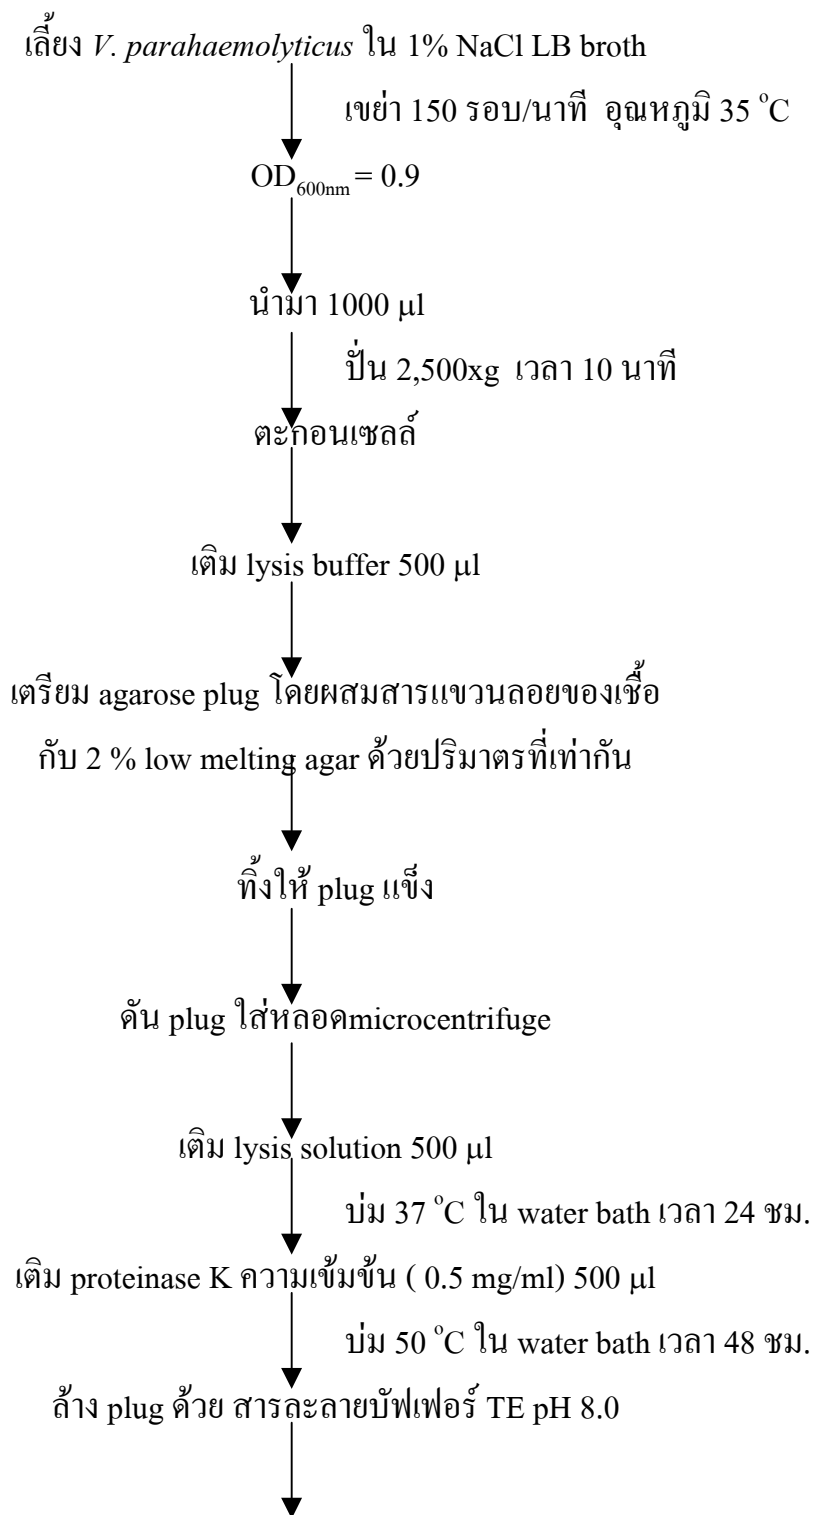 เลี้ยง V. parahaemolyticus ใน 1% NaCl LB broth
เขย่า 150 รอบ/นาที อุณหภูมิ 35 °C
OD600nm = 0.9
นำมา 1000 µl
ปั่น 2,500xg เวลา 10 นาที
ตะกอนเซลล์
เติม lysis buffer 500 µl
เตรียม agarose plug โดยผสมสารแขวนลอยของเชื้อ
กับ 2 % low melting agar ด้วยปริมาตรที่เท่ากัน
ทิ้งให้ plug แข็ง
ดัน plug ใส่หลอดmicrocentrifuge
เติม lysis solution 500 µl
บ่ม 37 °C ใน water bath เวลา 24 ชม.
เติม proteinase K ความเข้มข้น ( 0.5 mg/ml) 500 µl
บ่ม 50 °C ใน water bath เวลา 48 ชม.
ล้าง plug ด้วย สารละลายบัฟเฟอร์ TE pH 8.0